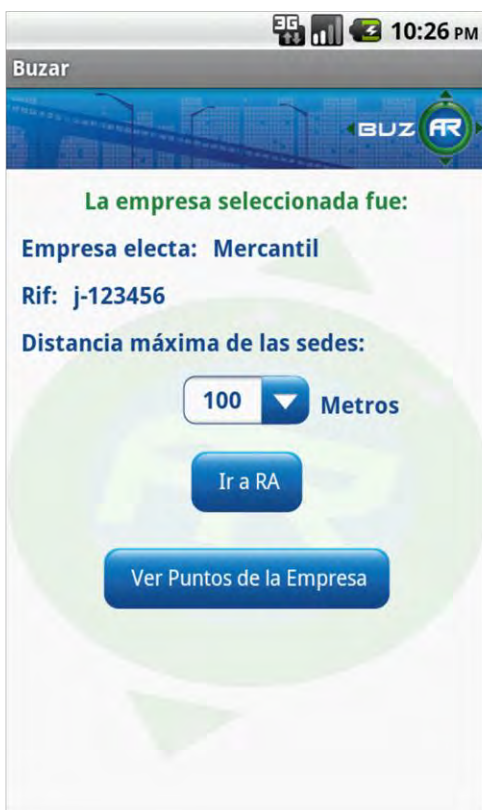 3G 10:26 PM
Buzar
BUZ AR
La empresa seleccionada fue:
Empresa electa: Mercantil
Rif: j-123456
Distancia máxima de las sedes:
100 Metros
Ir a RA
Ver Puntos de la Empresa